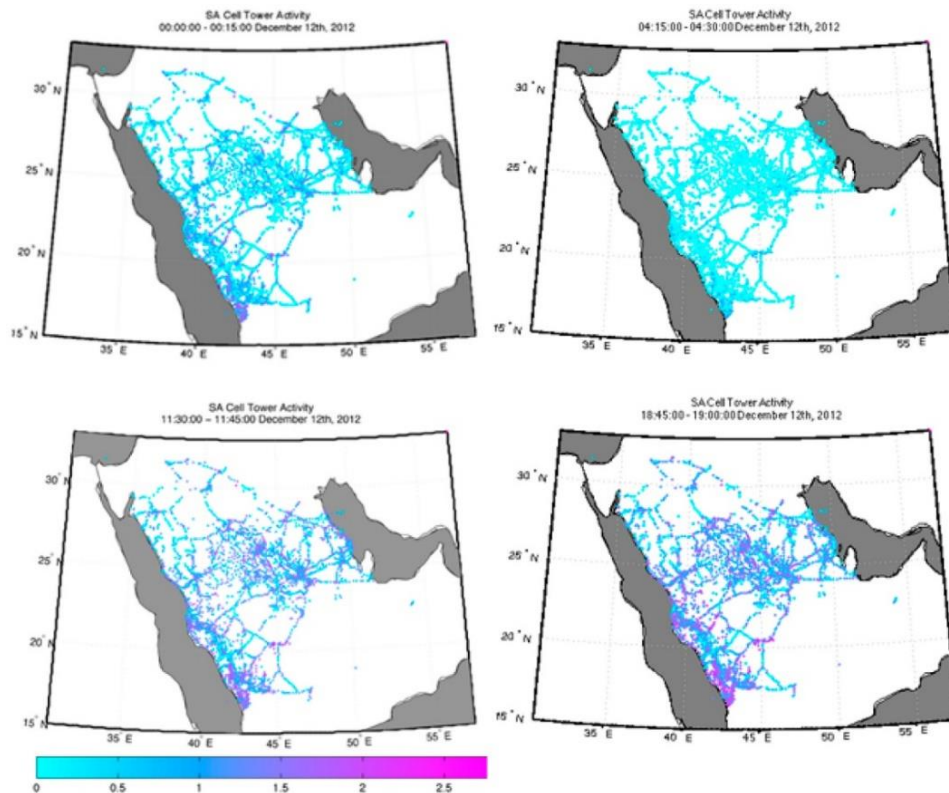 SA Cell Tower Activity
00:00:00 - 00:15:00 December 12th, 2012
30° N
25° N
20° N
15° N
35° E
40° E
45° E
50° E
55° E
SA Cell Tower Activity
04:15:00 - 04:30:00 December 12th, 2012
30° N
25° N
20° N
15° N
35° E
40° E
45° E
50° E
55° E
SA Cell Tower Activity
11:30:00 – 11:45:00 December 12th, 2012
30° N
25° N
20° N
15° N
35° E
40° E
45° E
50° E
55° E
SA Cell Tower Activity
18:45:00 - 19:00:00 December 12th, 2012
30° N
25° N
20° N
15° N
35° E
40° E
45° E
50° E
55° E
0 0.5 1 1.5 2 2.5